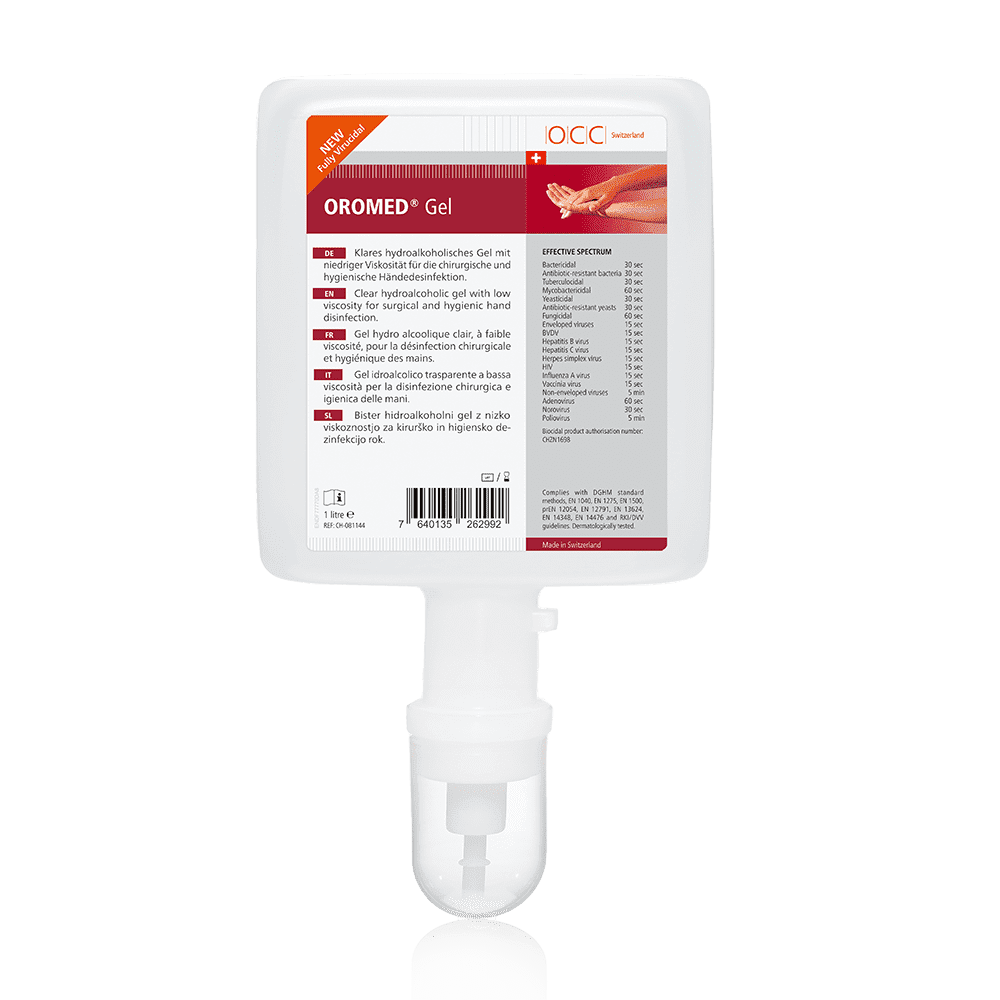 NEW
Fully Virucidal
|O|C|C| Switzerland
OROMED® Gel
DE Klares hydroalkoholisches Gel mit
niedriger Viskosität für die chirurgische und
hygienische Händedesinfektion.
EN Clear hydroalcoholic gel with low
viscosity for surgical and hygienic hand
disinfection.
FR Gel hydro alcoolique clair, à faible
viscosité, pour la désinfection chirurgicale
et hygiénique des mains.
IT Gel idroalcolico trasparente a bassa
viscosità per la disinfezione chirurgica e
igienica delle mani.
SL Bister hidroalkoholni gel z nizko
viskoznostjo za kirurško in higiensko de-
zinfekcijo rok.
1 litre ℮
REF: CH-081144
7 640135 262992
EFFECTIVE SPECTRUM
Bactericidal 30 sec
Antibiotic-resistant bacteria 30 sec
Tuberculocidal 30 sec
Mycobactericidal 60 sec
Yeasticidal 30 sec
Antibiotic-resistant yeasts 30 sec
Fungicidal 60 sec
Enveloped viruses 15 sec
BVDV 15 sec
Hepatitis B virus 15 sec
Hepatitis C virus 15 sec
Herpes simplex virus 15 sec
HIV 15 sec
Influenza A virus 15 sec
Vaccinia virus 15 sec
Non-enveloped viruses 5 min
Adenovirus 60 sec
Norovirus 30 sec
Poliovirus 5 min
Biocidal product authorisation number:
CHZN1698
Complies with DGHM standard
methods, EN 1040, EN 1275, EN 1500,
prEN 12054, EN 12791, EN 13624,
EN 14348, EN 14476 and RKI/DVV
guidelines. Dermatologically tested.
Made in Switzerland